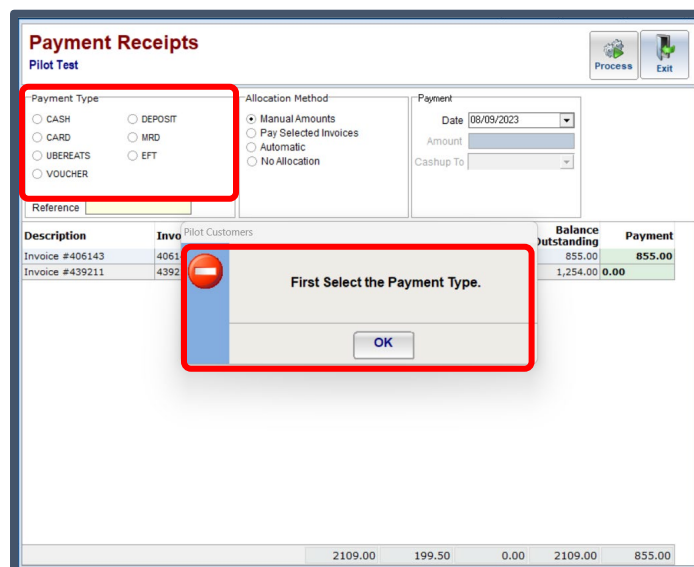 Payment Receipts
Pilot Test
Process
Exit
Payment Type
CASH DEPOSIT
CARD MRD
UBEREATS EFT
VOUCHER
Reference
Allocation Method
Manual Amounts
Pay Selected Invoices
Automatic
No Allocation
Payment
Date 08/09/2023
Amount
Cashup To
Description Balance Outstanding Payment
Invoice #406143 855.00 855.00
Invoice #439211 1,254.00 0.00
Pilot Customers
First Select the Payment Type.
OK
2109.00 199.50 0.00 2109.00 855.00